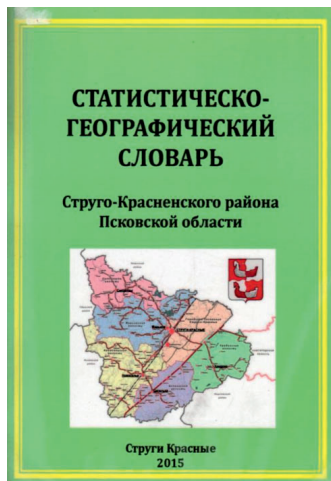 СТАТИСТИЧЕСКО-
ГЕОГРАФИЧЕСКИЙ
СЛОВАРЬ
Струго-Красненского района
Псковской области
Струги Красные
2015